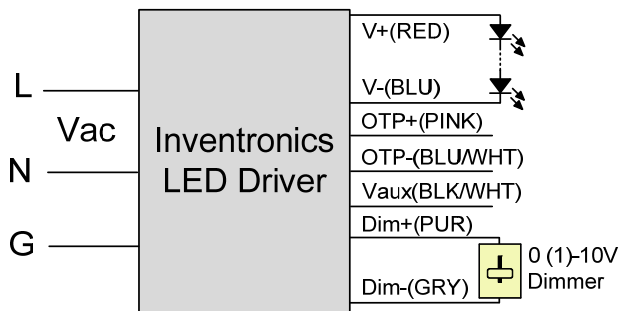 V+(RED)
L
V-(BLU)
OTP+(PINK)
Vac
Inventronics
LED Driver
OTP-(BLU/WHT)
N
Vaux(BLK/WHT)
Dim+(PUR)
G
0 (1)-10V
Dimmer
Dim-(GRY)